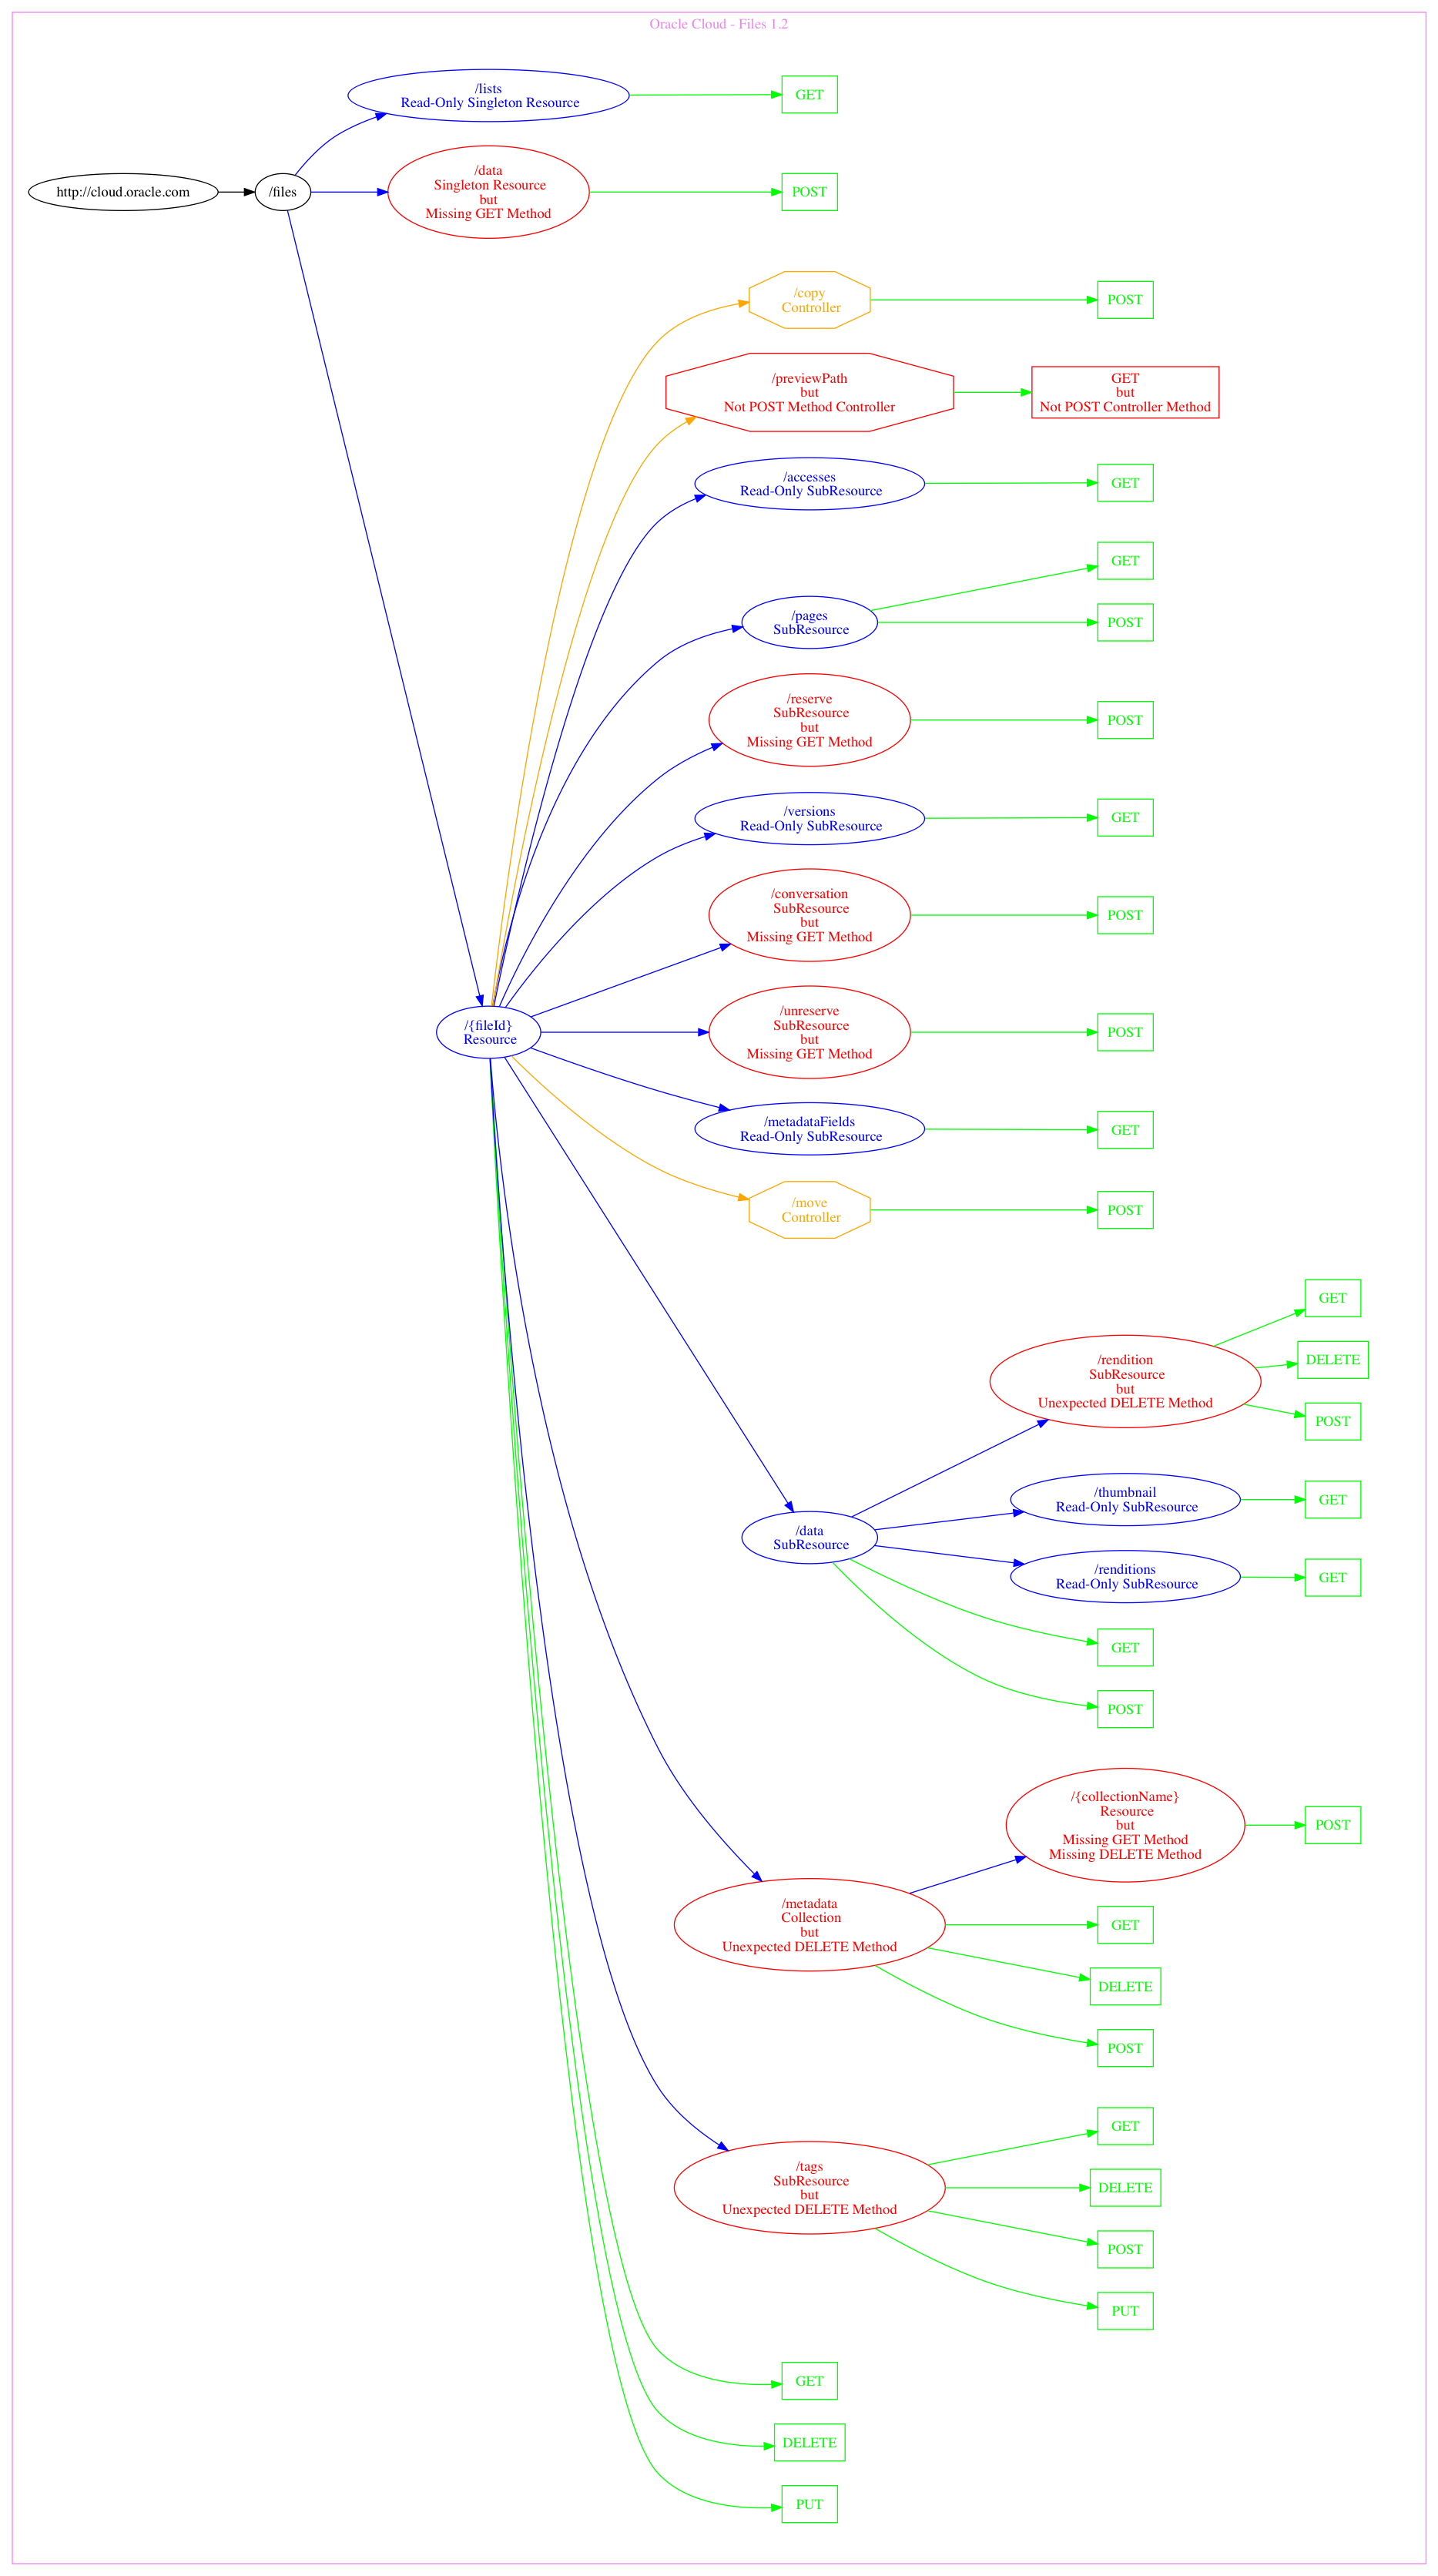 Oracle Cloud - Files 1.2
/lists
Read-Only Singleton Resource
GET
http://cloud.oracle.com
/files
/data
Singleton Resource
but
Missing GET Method
POST
/copy
Controller
POST
/previewPath
but
Not POST Method Controller
GET
but
Not POST Controller Method
/accesses
Read-Only SubResource
GET
/pages
SubResource
GET
POST
/reserve
SubResource
but
Missing GET Method
POST
/versions
Read-Only SubResource
GET
/conversation
SubResource
but
Missing GET Method
POST
/{fileId}
Resource
/unreserve
SubResource
but
Missing GET Method
POST
/metadataFields
Read-Only SubResource
GET
/move
Controller
POST
/data
SubResource
/rendition
SubResource
but
Unexpected DELETE Method
GET
DELETE
POST
/thumbnail
Read-Only SubResource
GET
/renditions
Read-Only SubResource
GET
GET
POST
/metadata
Collection
but
Unexpected DELETE Method
/{collectionName}
Resource
but
Missing GET Method
Missing DELETE Method
POST
GET
DELETE
POST
/tags
SubResource
but
Unexpected DELETE Method
GET
DELETE
POST
PUT
GET
DELETE
PUT